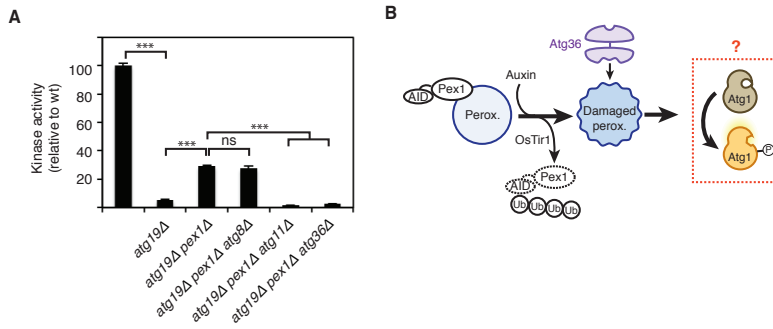 A
Kinase activity
(relative to wt)
100
80
60
40
20
***
***
ns
***
atg19Δ
atg19Δ pex1Δ
atg19Δ pex1Δ atg8Δ
atg19Δ pex1Δ atg11Δ
atg19Δ pex1Δ atg36Δ
B
Atg36
?
AID
Pex1
Perox.
Auxin
OsTir1
Damaged
perox.
Atg1
Atg1
P
AID
Pex1
Ub Ub Ub Ub